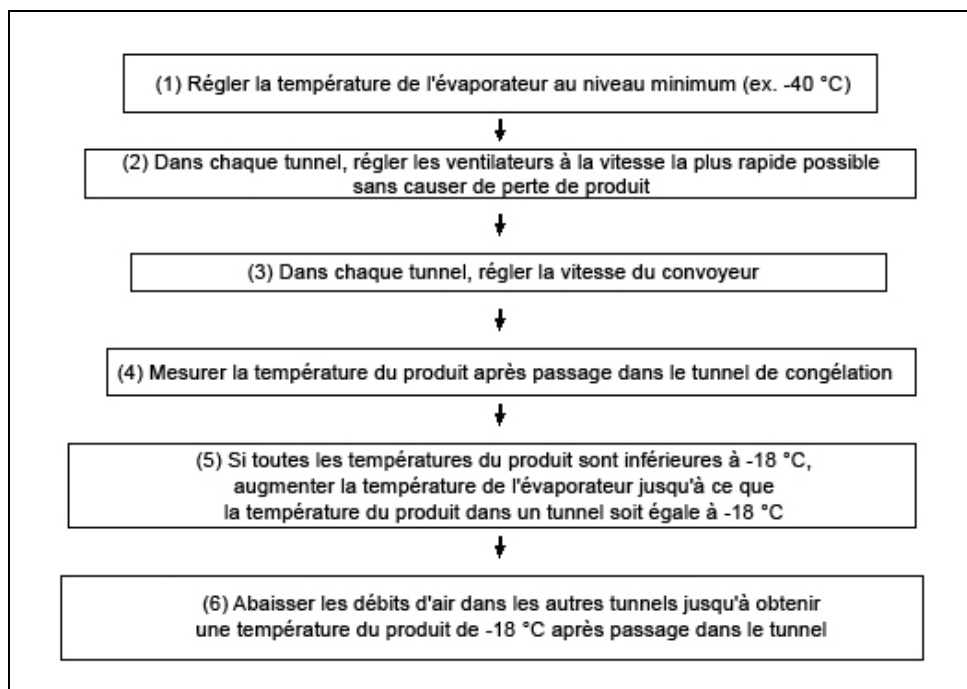 (1) Régler la température de l'évaporateur au niveau minimum (ex. -40 °C)
(2) Dans chaque tunnel, régler les ventilateurs à la vitesse la plus rapide possible
sans causer de perte de produit
(3) Dans chaque tunnel, régler la vitesse du convoyeur
(4) Mesurer la température du produit après passage dans le tunnel de congélation
(5) Si toutes les températures du produit sont inférieures à -18 °C,
augmenter la température de l'évaporateur jusqu'à ce que
la température du produit dans un tunnel soit égale à -18 °C
(6) Abaisser les débits d'air dans les autres tunnels jusqu'à obtenir
une température du produit de -18 °C après passage dans le tunnel